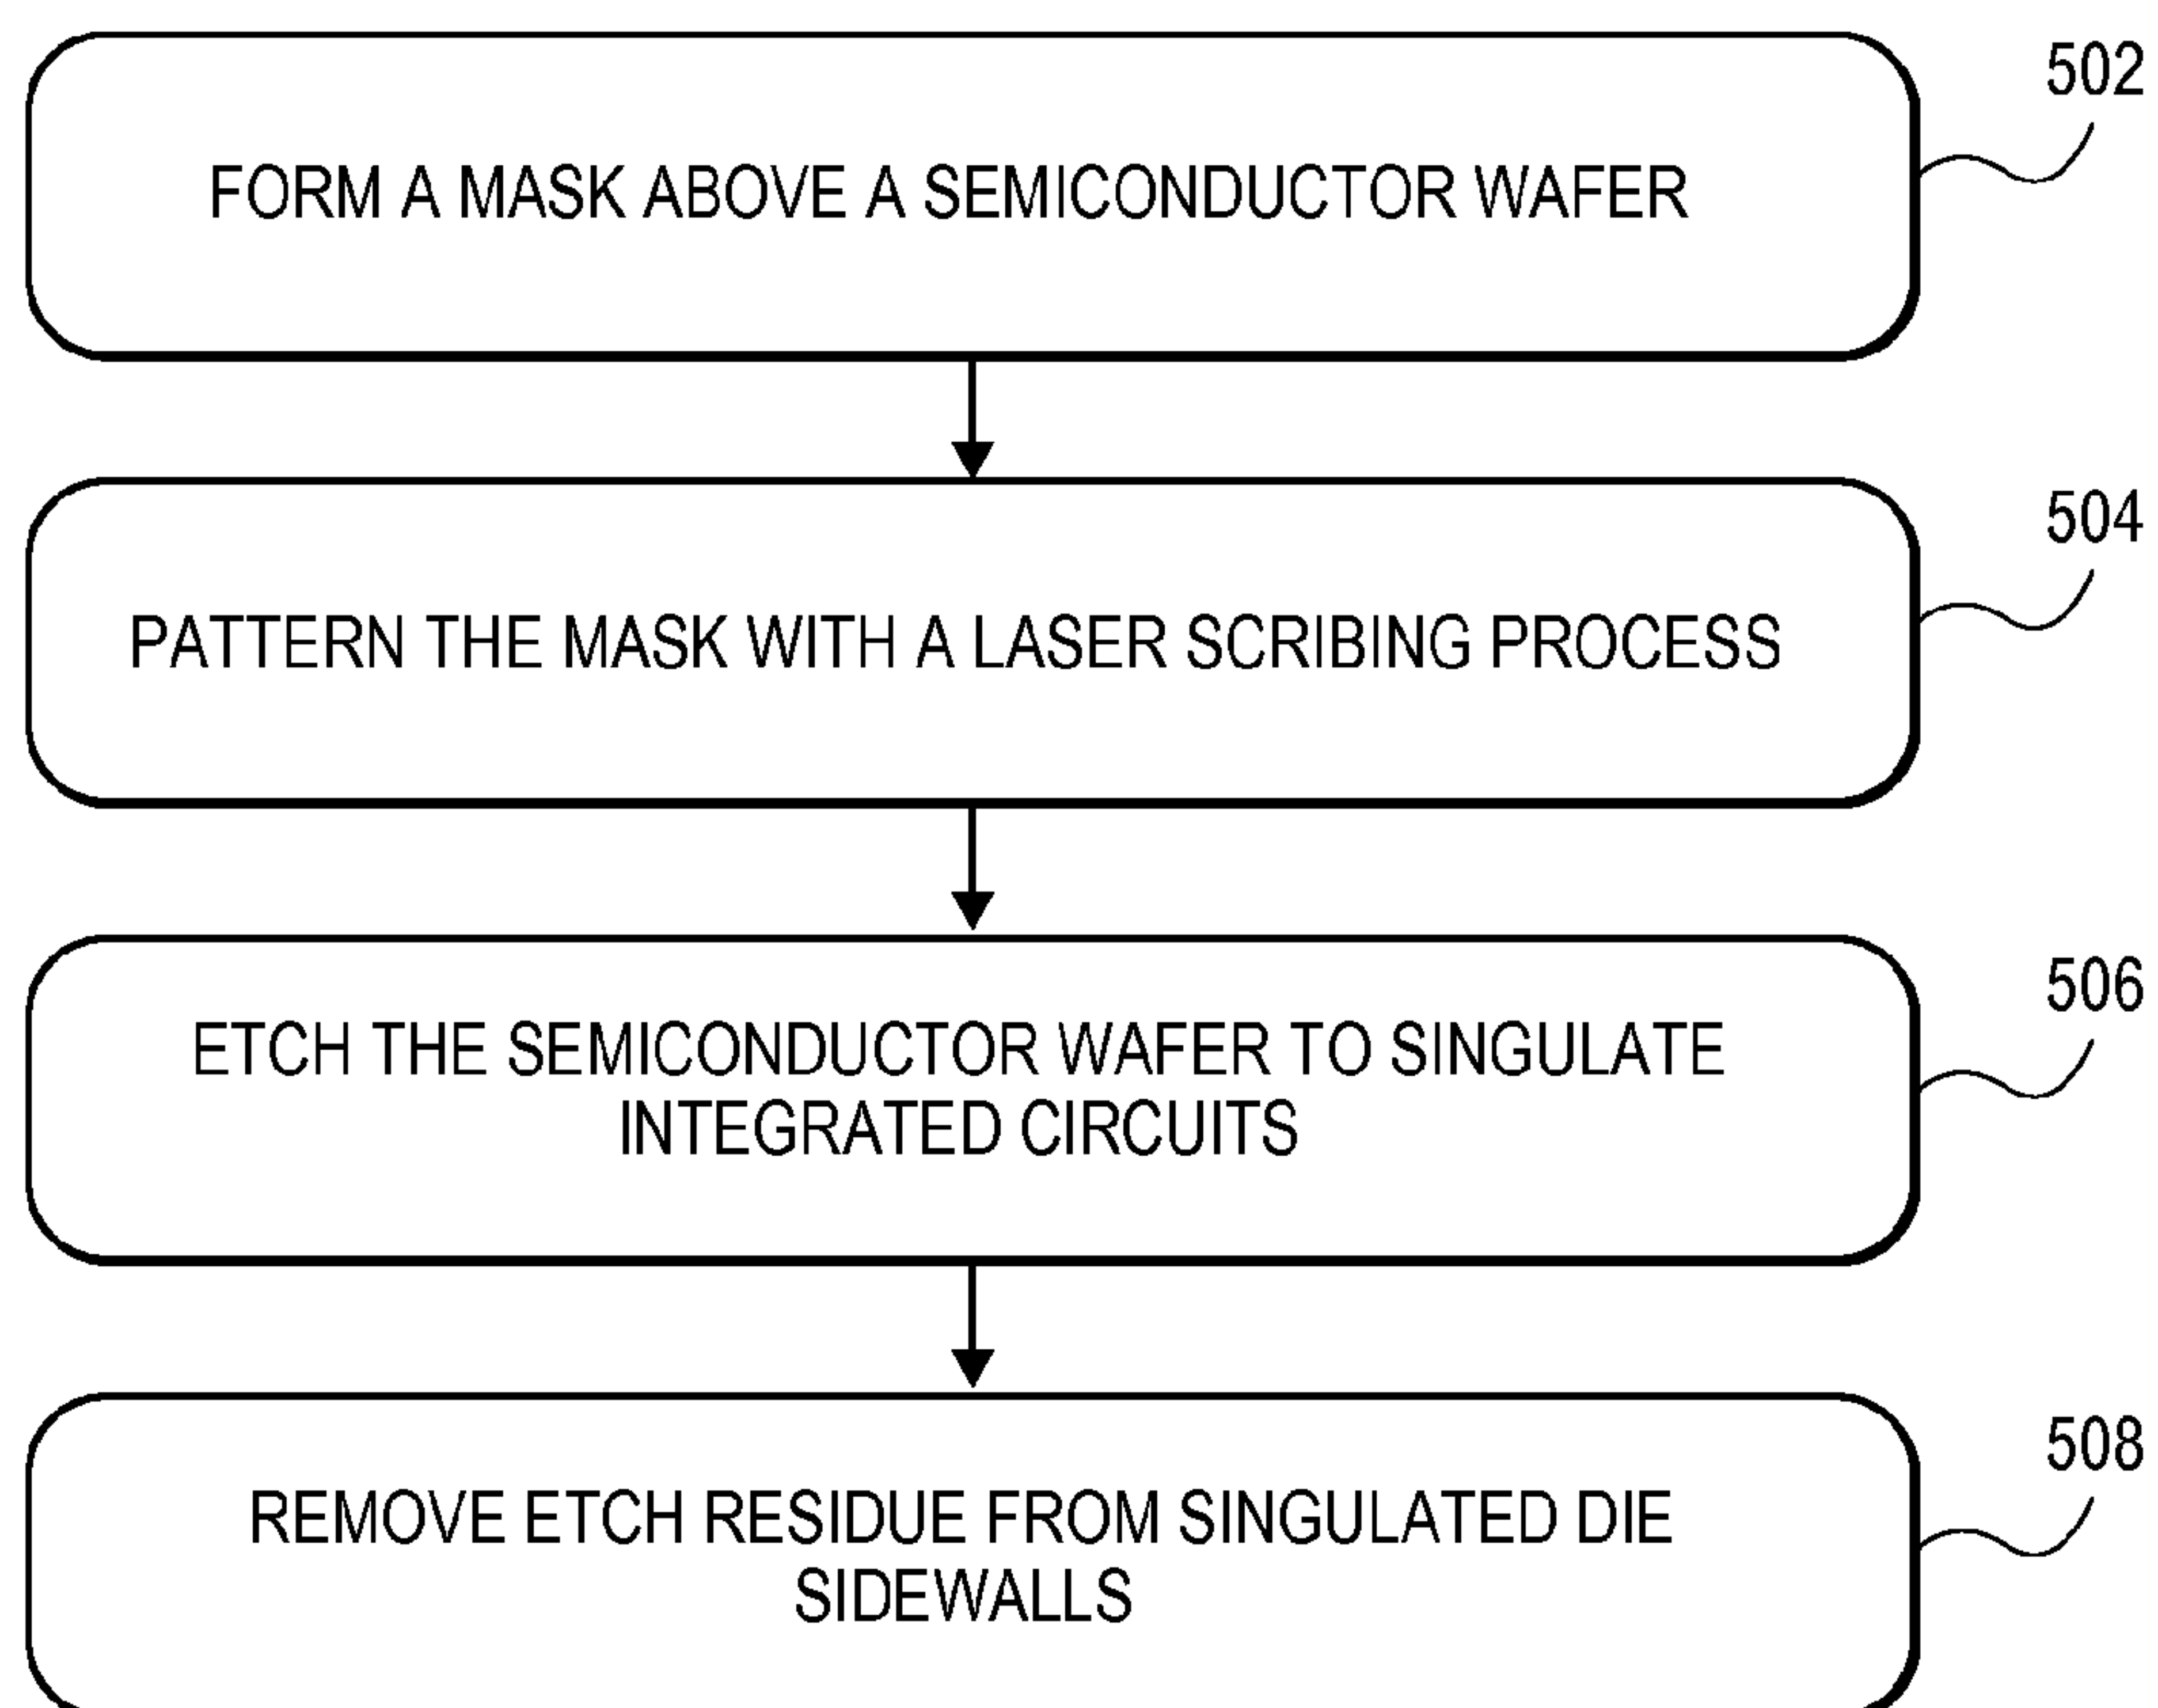 502
FORM A MASK ABOVE A SEMICONDUCTOR WAFER
504
PATTERN THE MASK WITH A LASER SCRIBING PROCESS
506
ETCH THE SEMICONDUCTOR WAFER TO SINGULATE
INTEGRATED CIRCUITS
508
REMOVE ETCH RESIDUE FROM SINGULATED DIE
SIDEWALLS